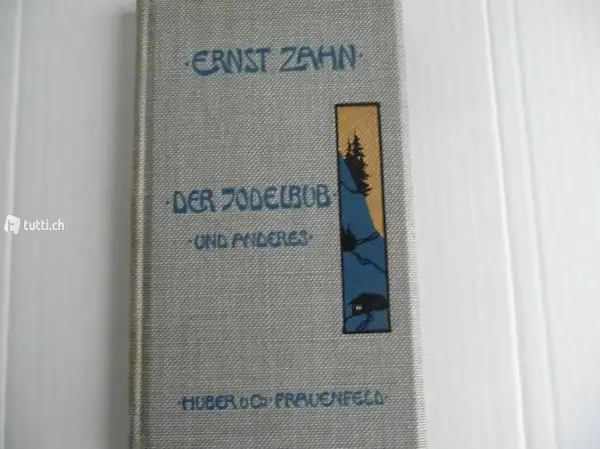 ·ERNST ZAHN·
·DER JODELBUB·
·UND ANDERES·
·HUBER u Co· FRAUENFELD·
tutti.ch